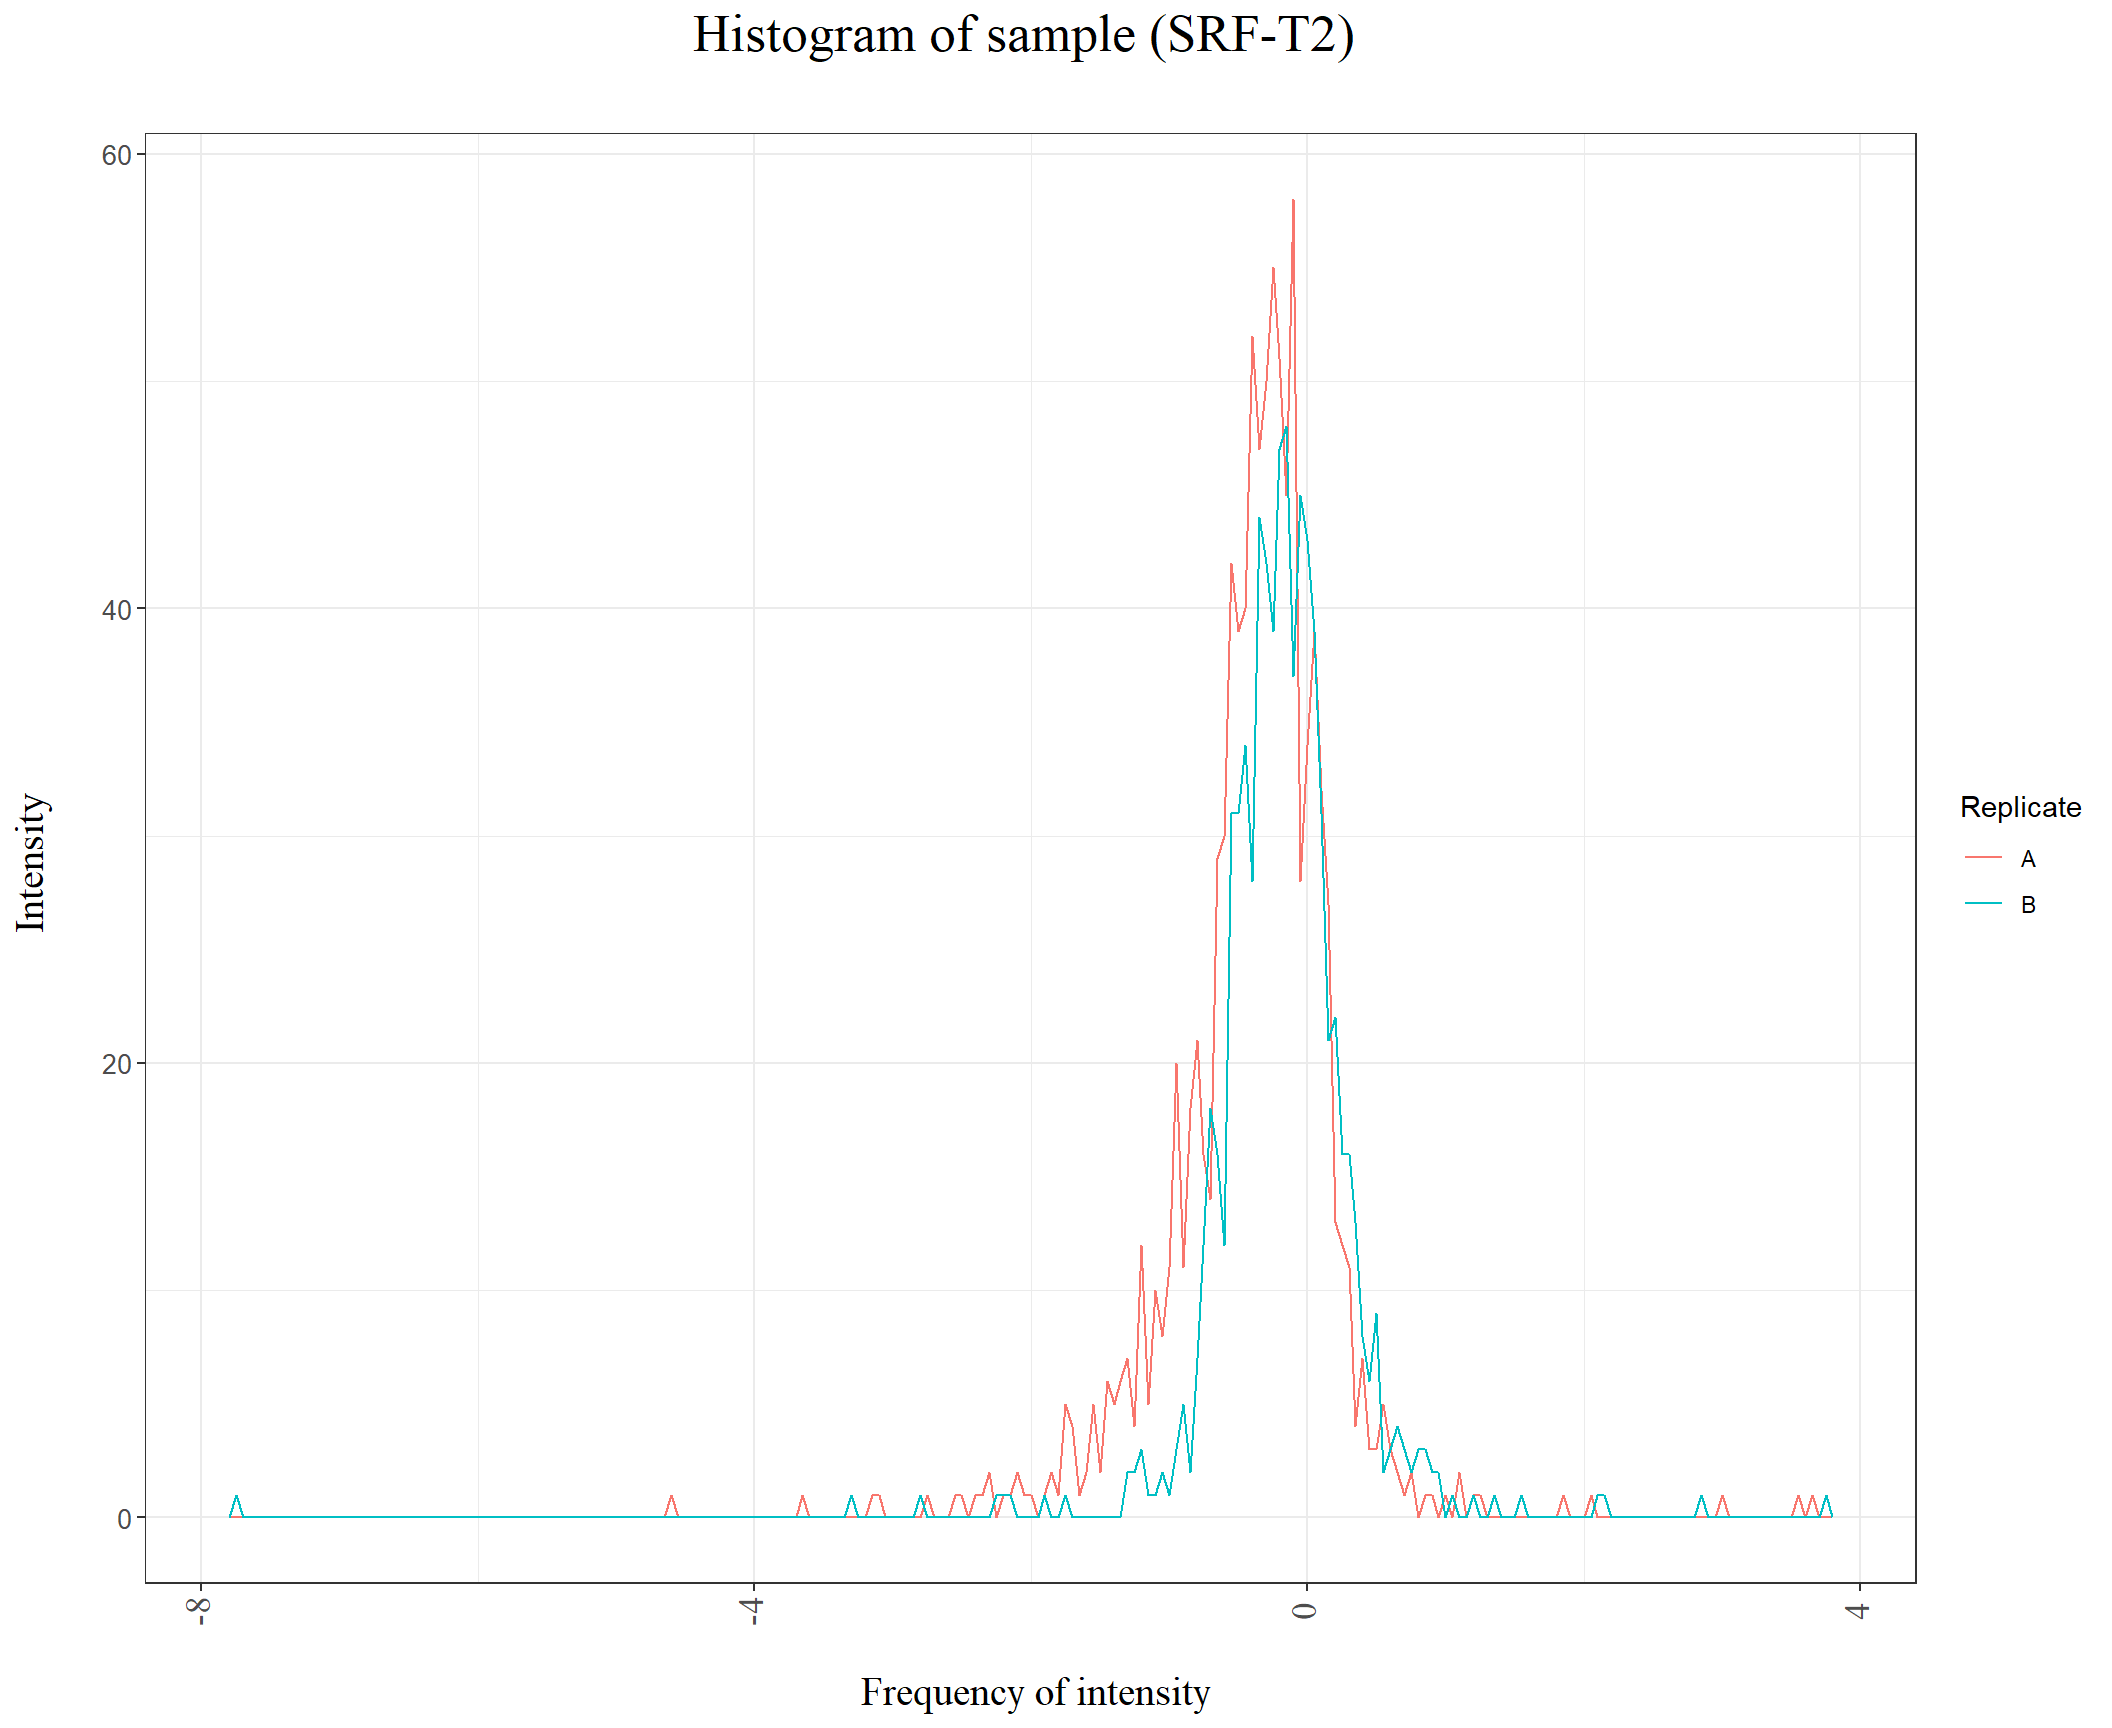 Histogram of sample (SRF-T2)
60
40
20
0
Intensity
-8
-4
0
4
Frequency of intensity
Replicate
A
B